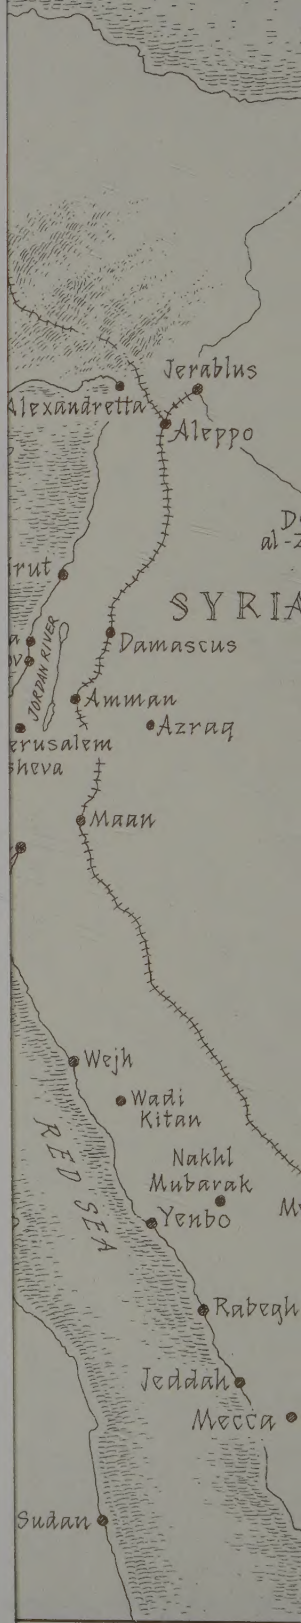 Jerablus
Alexandretta
Aleppo
al-
irut
SYRIA
JORDAN RIVER
Damascus
Amman
Azraq
erusalem
sheva
Maan
Wejh
Wadi
Kitan
RED SEA
Nakhl
Mubarak
Yenbo
Rabegh
Jeddah
Mecca
Sudan